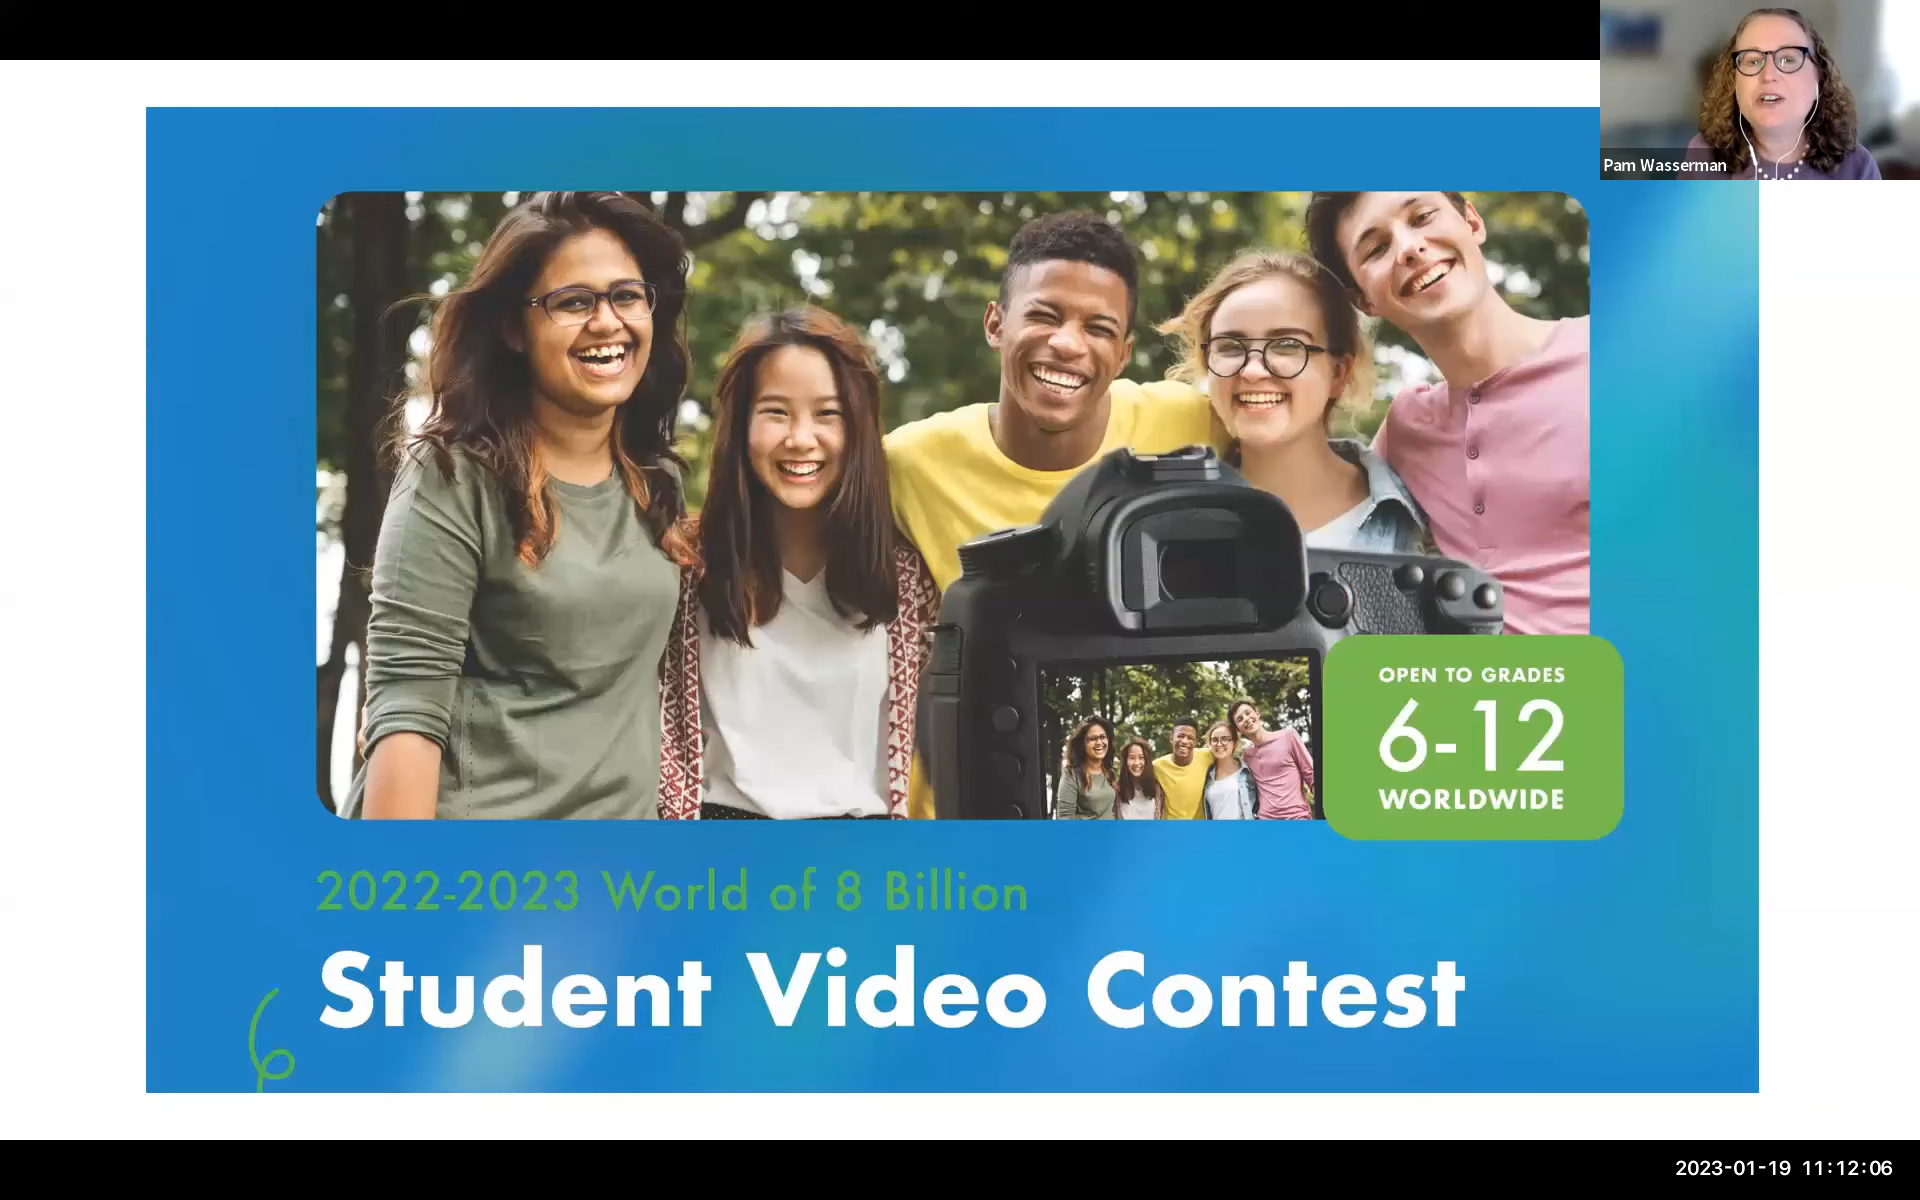 Pam Wasserman
OPEN TO GRADES
6-12
WORLDWIDE
2022-2023 World of 8 Billion
Student Video Contest
2023-01-19 11:12:06